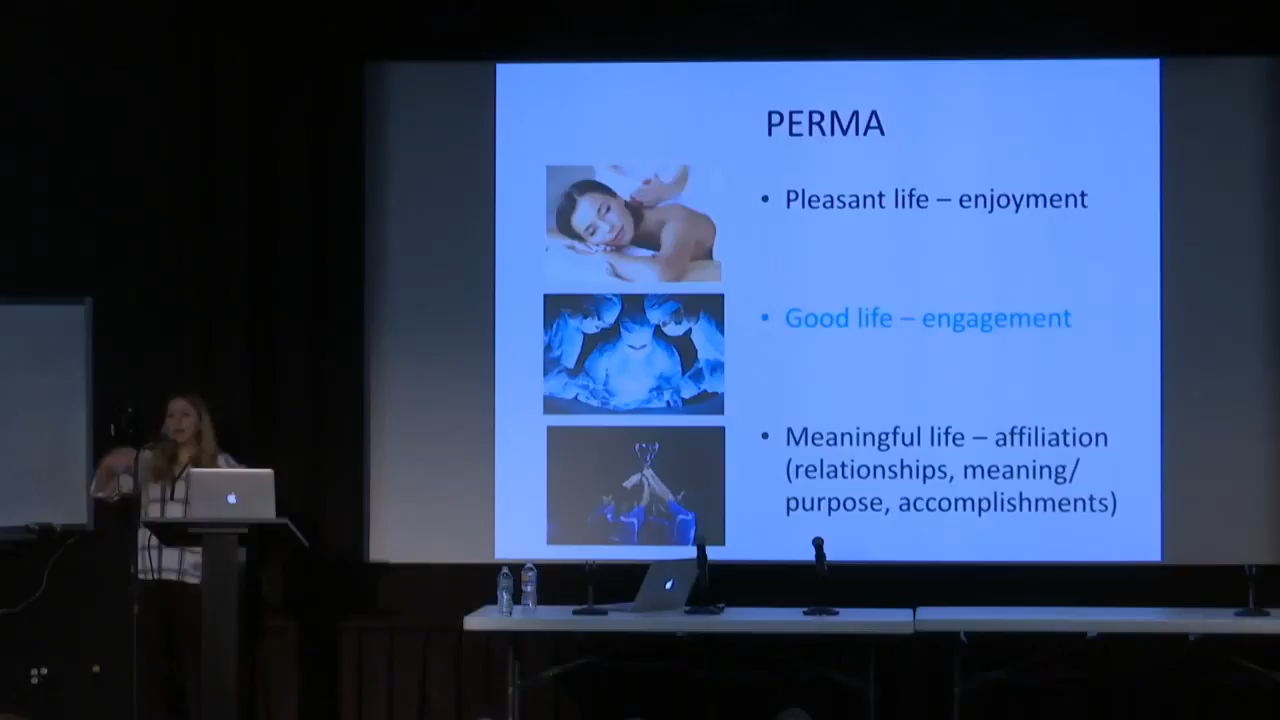 PERMA
• Pleasant life – enjoyment
• Good life – engagement
• Meaningful life – affiliation
(relationships, meaning/
purpose, accomplishments)